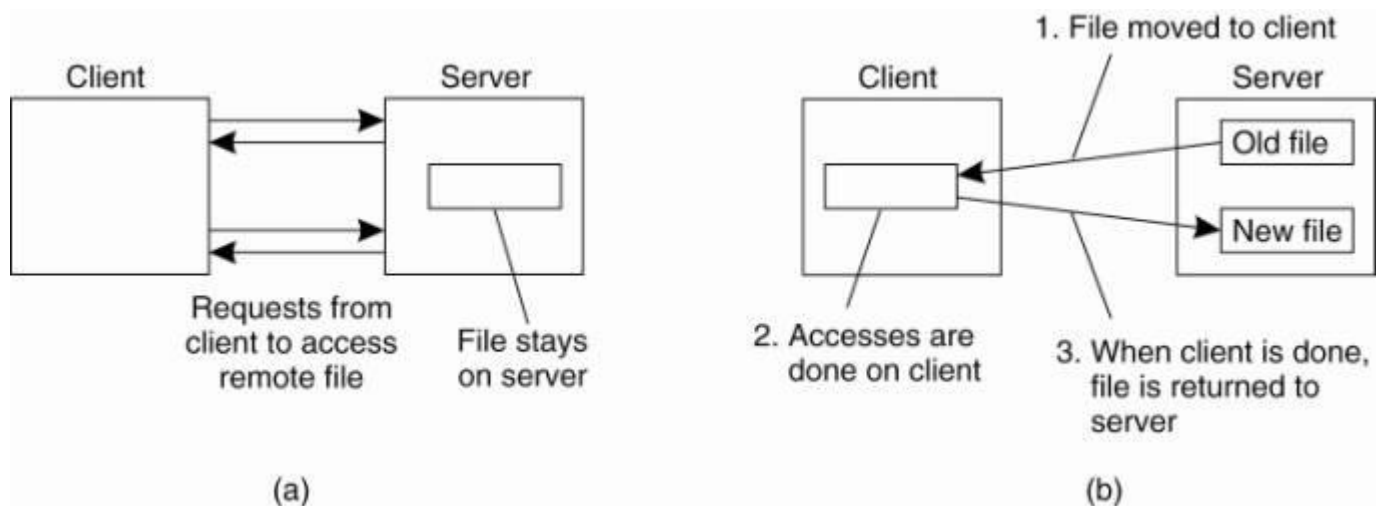 Client
Server
Requests from
client to access
remote file
File stays
on server
(a)
1. File moved to client
Client
Server
Old file
New file
2. Accesses are
done on client
3. When client is done,
file is returned to
server
(b)